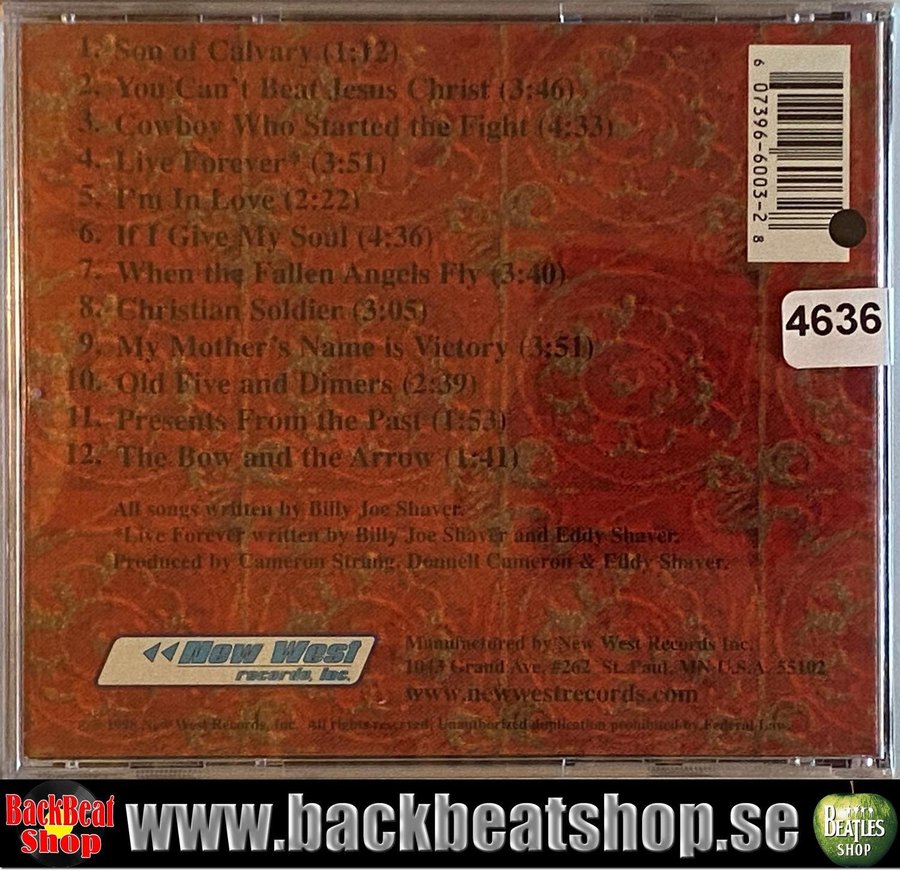 1. Son of Calvary (1:12)
2. You Can't Beat Jesus Christ (3:46)
3. Cowboy Who Started the Fight (4:33)
4. Live Forever* (3:51)
5. I'm In Love (2:22)
6. If I Give My Soul (4:36)
7. When the Fallen Angels Fly (3:40)
8. Christian Soldier (3:05)
9. My Mother's Name is Victory (3:51)
10. Old Five and Dimers (2:39)
11. Presents From the Past (1:53)
12. The Bow and the Arrow (1:41)
All songs written by Billy Joe Shaver.
*Live Forever written by Billy Joe Shaver and Eddy Shaver.
Produced by Cameron Strang, Donnell Cameron & Eddy Shaver.
New West
records, inc.
Manufactured by New West Records Inc.
1043 Grand Ave. #262 St. Paul, MN U.S.A. 55102
www.newwestrecords.com
1998 New West Records, Inc. All rights reserved. Unauthorized duplication prohibited by Federal Law.
6 07396-6003-2 8
4636
BackBeat
Shop
www.backbeatshop.se
BEATLES
SHOP